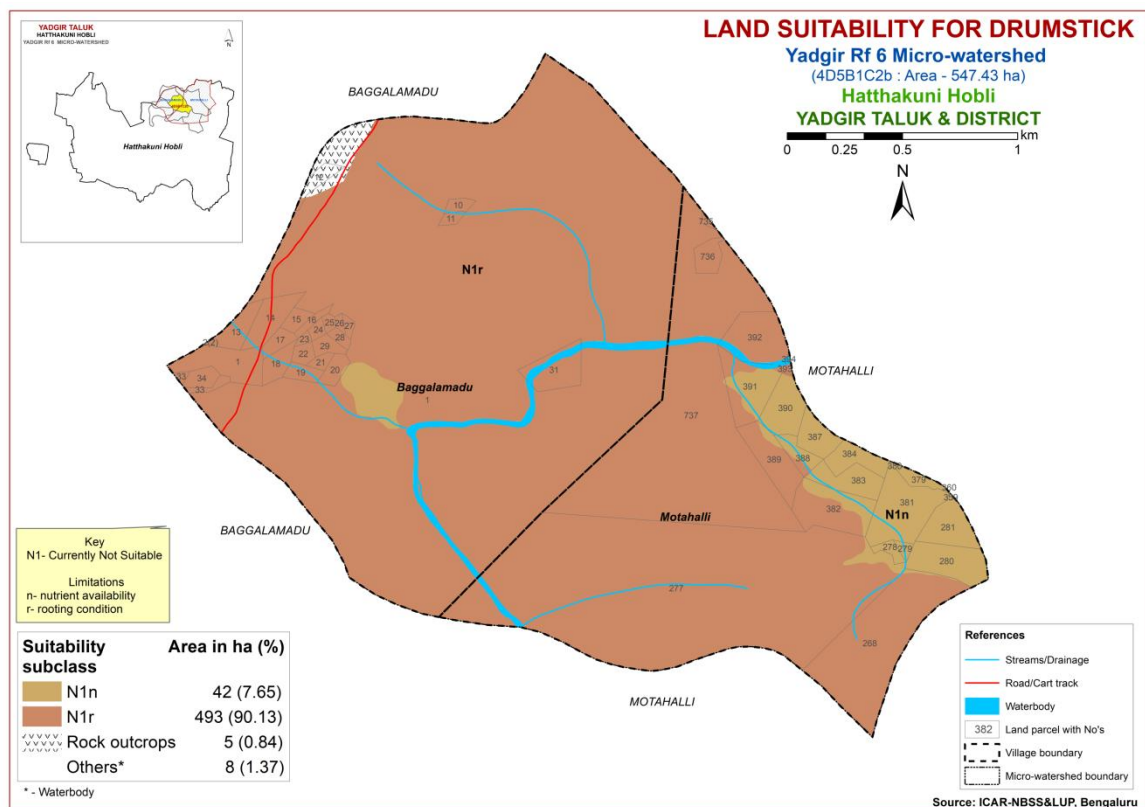 YADGIR TALUK
HATTHAKUNI HOBLI
YADGIR Rf 6 MICRO-WATERSHED
N
Hatthakuni Hobli
LAND SUITABILITY FOR DRUMSTICK
Yadgir Rf 6 Micro-watershed
(4D5B1C2b : Area - 547.43 ha)
Hatthakuni Hobli
YADGIR TALUK & DISTRICT
km
0 0.25 0.5 1
N
BAGGALAMADU
10
11
N1r
736
13
14
15
16
25
26
27
24
28
17
23
29
22
21
1
18
19
20
33
34
33
Baggalamadu
1
31
392
MOTAHALLI
391
390
737
387
384
389
388
383
379
360
381
382
N1n
281
278
279
280
Motahalli
277
268
BAGGALAMADU
MOTAHALLI
Key
N1- Currently Not Suitable
Limitations
n- nutrient availability
r- rooting condition
Suitability subclass Area in ha (%)
N1n 42 (7.65)
N1r 493 (90.13)
Rock outcrops 5 (0.84)
Others* 8 (1.37)
* - Waterbody
References
Streams/Drainage
Road/Cart track
Waterbody
382 Land parcel with No's
Village boundary
Micro-watershed boundary
Source: ICAR-NBSS&LUP, Bengaluru